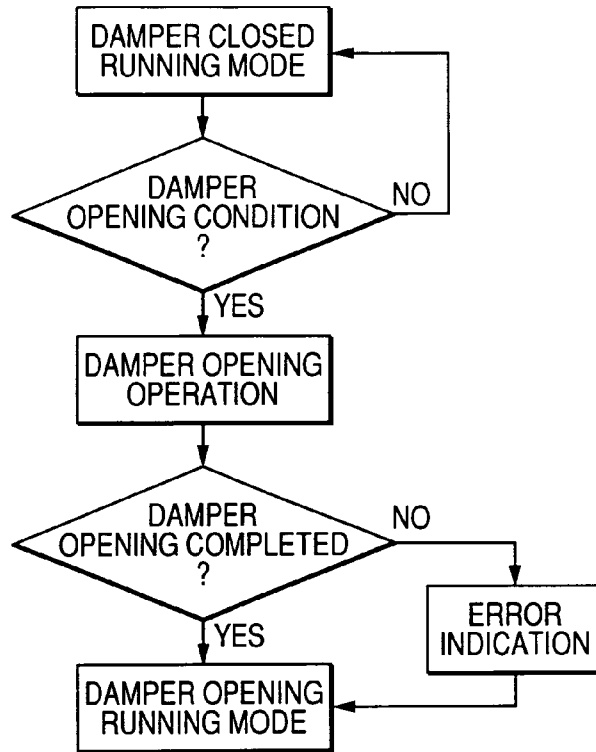 DAMPER CLOSED
RUNNING MODE
DAMPER
OPENING CONDITION
?
NO
YES
DAMPER OPENING
OPERATION
DAMPER
OPENING COMPLETED
?
NO
YES
ERROR
INDICATION
DAMPER OPENING
RUNNING MODE